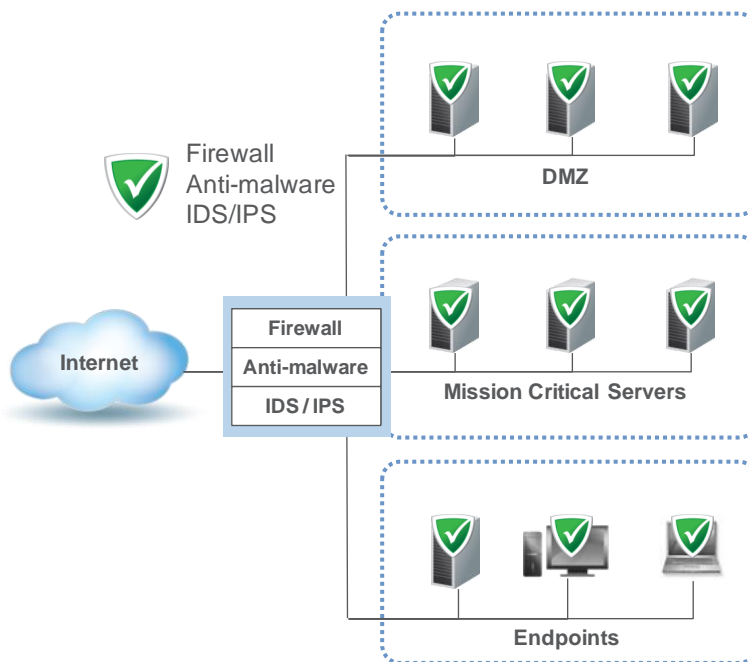 Firewall
Anti-malware
IDS/IPS
DMZ
Internet
Firewall
Anti-malware
IDS / IPS
Mission Critical Servers
Endpoints